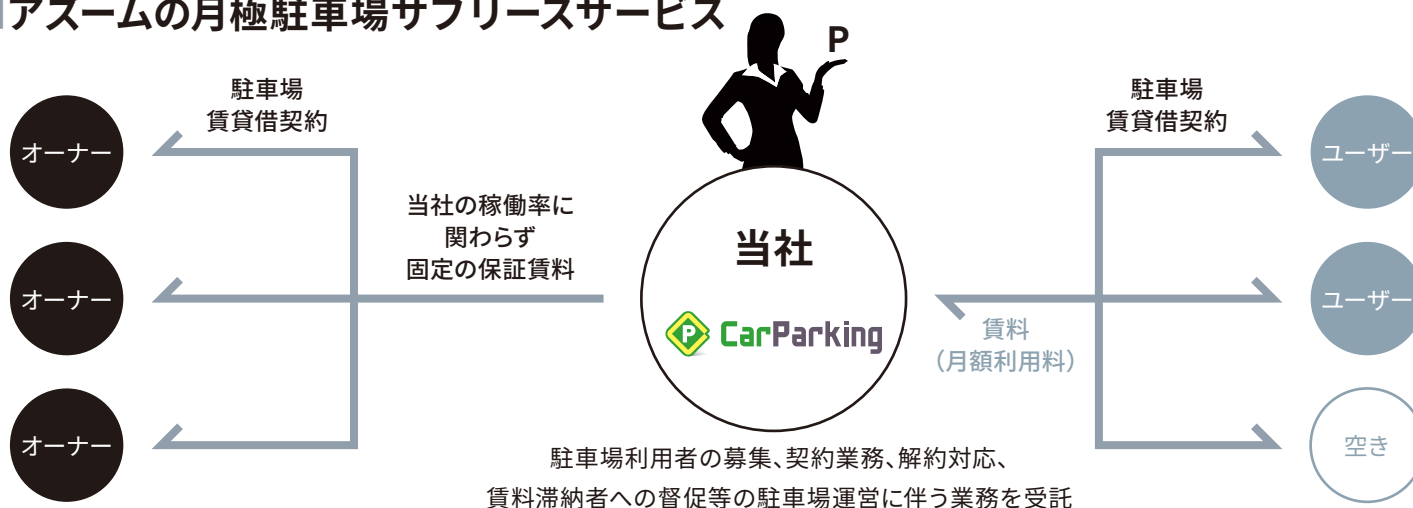 アズームの月極駐車場サブリースサービス
P
駐車場
賃貸借契約
駐車場
賃貸借契約
オーナー
ユーザー
当社の稼働率に
関わらず
固定の保証賃料
当社
オーナー
ユーザー
P CarParking
賃料
（月額利用料）
オーナー
空き
駐車場利用者の募集、契約業務、解約対応、
賃料滞納者への督促等の駐車場運営に伴う業務を受託